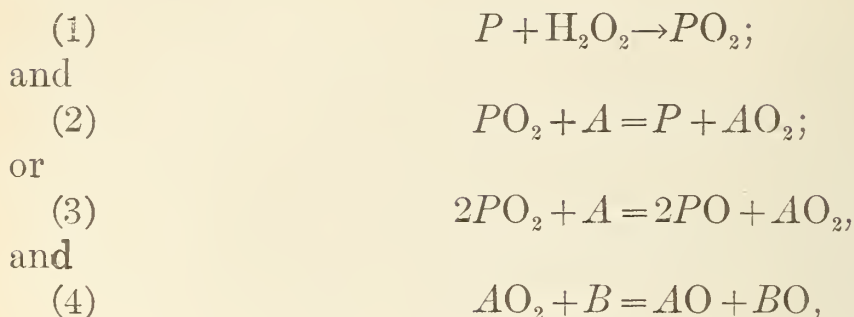 (1) P+H₂O₂→PO₂;
and
(2) PO₂+A=P+AO₂;
or
(3) 2PO₂+A=2PO+AO₂,
and
(4) AO₂+B=AO+BO,